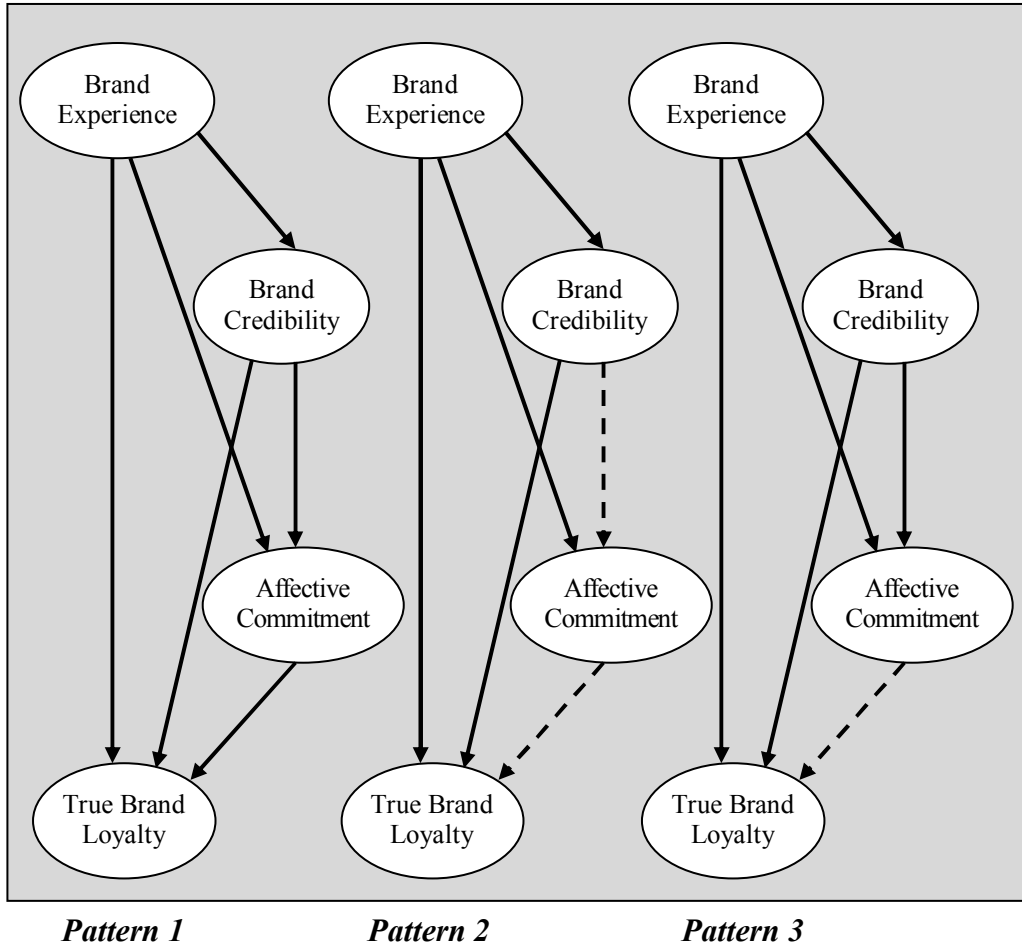 Brand
Experience
Brand
Credibility
Affective
Commitment
True Brand
Loyalty
Pattern 1
Brand
Experience
Brand
Credibility
Affective
Commitment
True Brand
Loyalty
Pattern 2
Brand
Experience
Brand
Credibility
Affective
Commitment
True Brand
Loyalty
Pattern 3